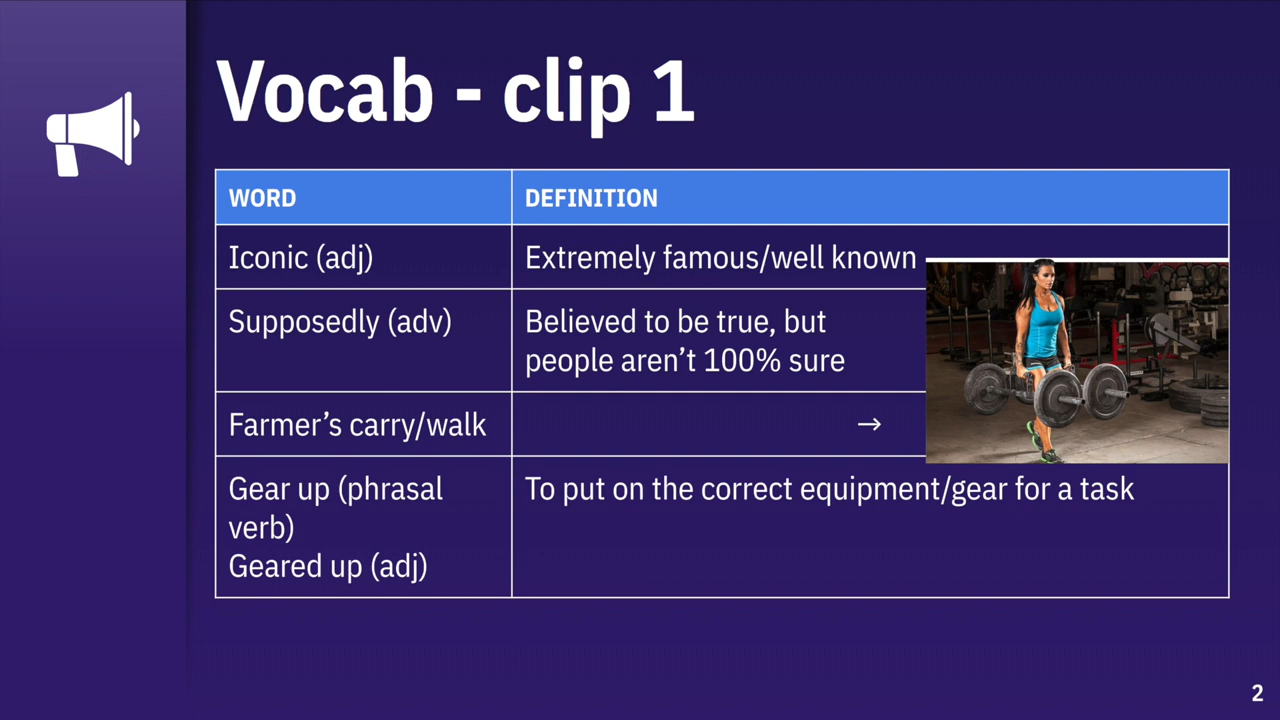 Vocab - clip 1
WORD
DEFINITION
Iconic (adj)
Extremely famous/well known
Supposedly (adv)
Believed to be true, but
people aren’t 100% sure
Farmer’s carry/walk
→
Gear up (phrasal
verb)
Geared up (adj)
To put on the correct equipment/gear for a task
2